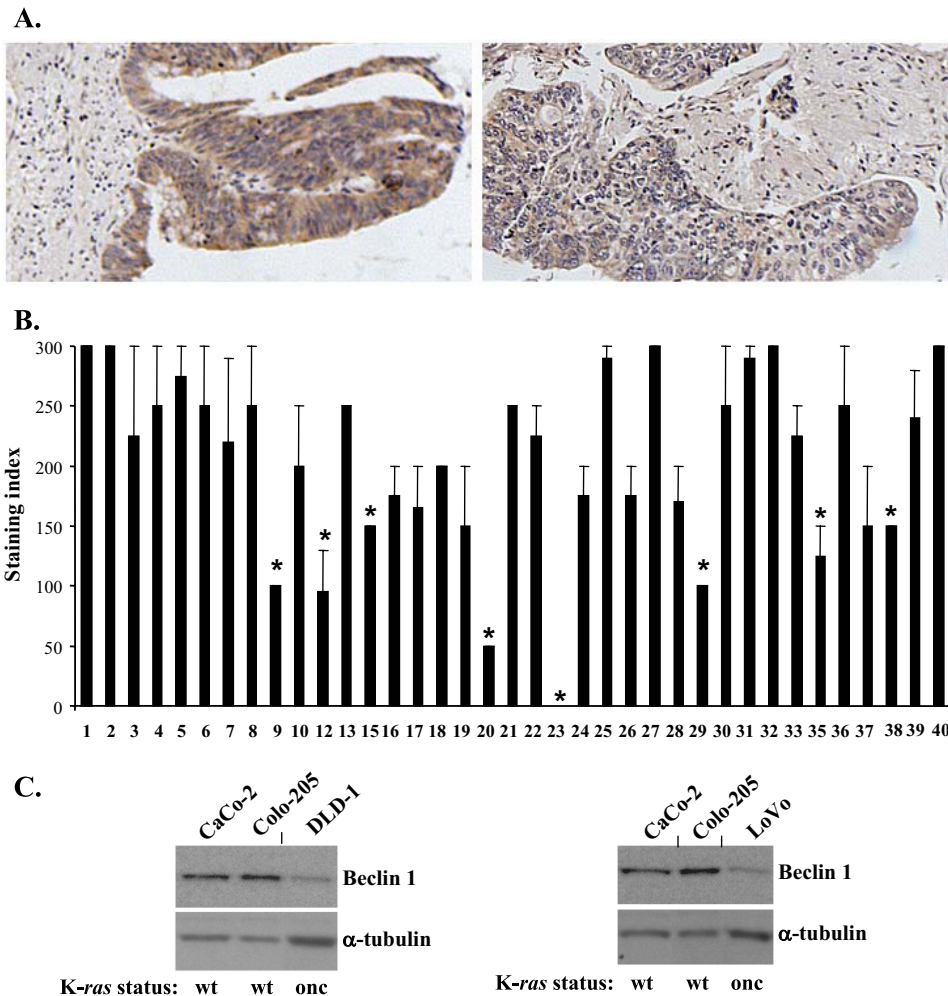 A.
B.
300
250
200
150
100
50
0
Staining index
* * * * * * * *
1 2 3 4 5 6 7 8 9 10 12 13 15 16 17 18 19 20 21 22 23 24 25 26 27 28 29 30 31 32 33 35 36 37 38 39 40
C.
CaCo-2 Colo-205 DLD-1
Beclin 1
α-tubulin
K-ras status: wt wt onc
CaCo-2 Colo-205 LoVo
Beclin 1
α-tubulin
K-ras status: wt wt onc